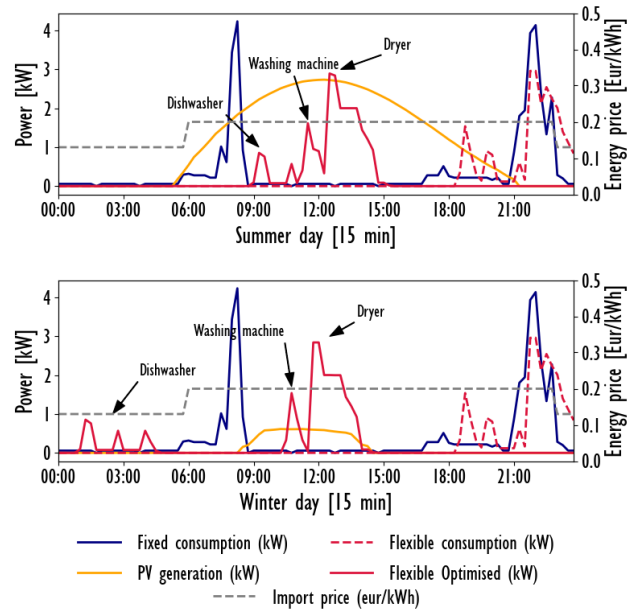 4
3
2
1
0
Power [kW]
0.5
0.4
0.3
0.2
0.1
0.0
Energy price [Eur/kWh]
Dryer
Washing machine
Dishwasher
00:00 03:00 06:00 09:00 12:00 15:00 18:00 21:00
Summer day [15 min]
4
3
2
1
0
Power [kW]
0.5
0.4
0.3
0.2
0.1
0.0
Energy price [Eur/kWh]
Dryer
Washing machine
Dishwasher
00:00 03:00 06:00 09:00 12:00 15:00 18:00 21:00
Winter day [15 min]
Fixed consumption (kW) Flexible consumption (kW)
PV generation (kW) Flexible Optimised (kW)
Import price (eur/kWh)